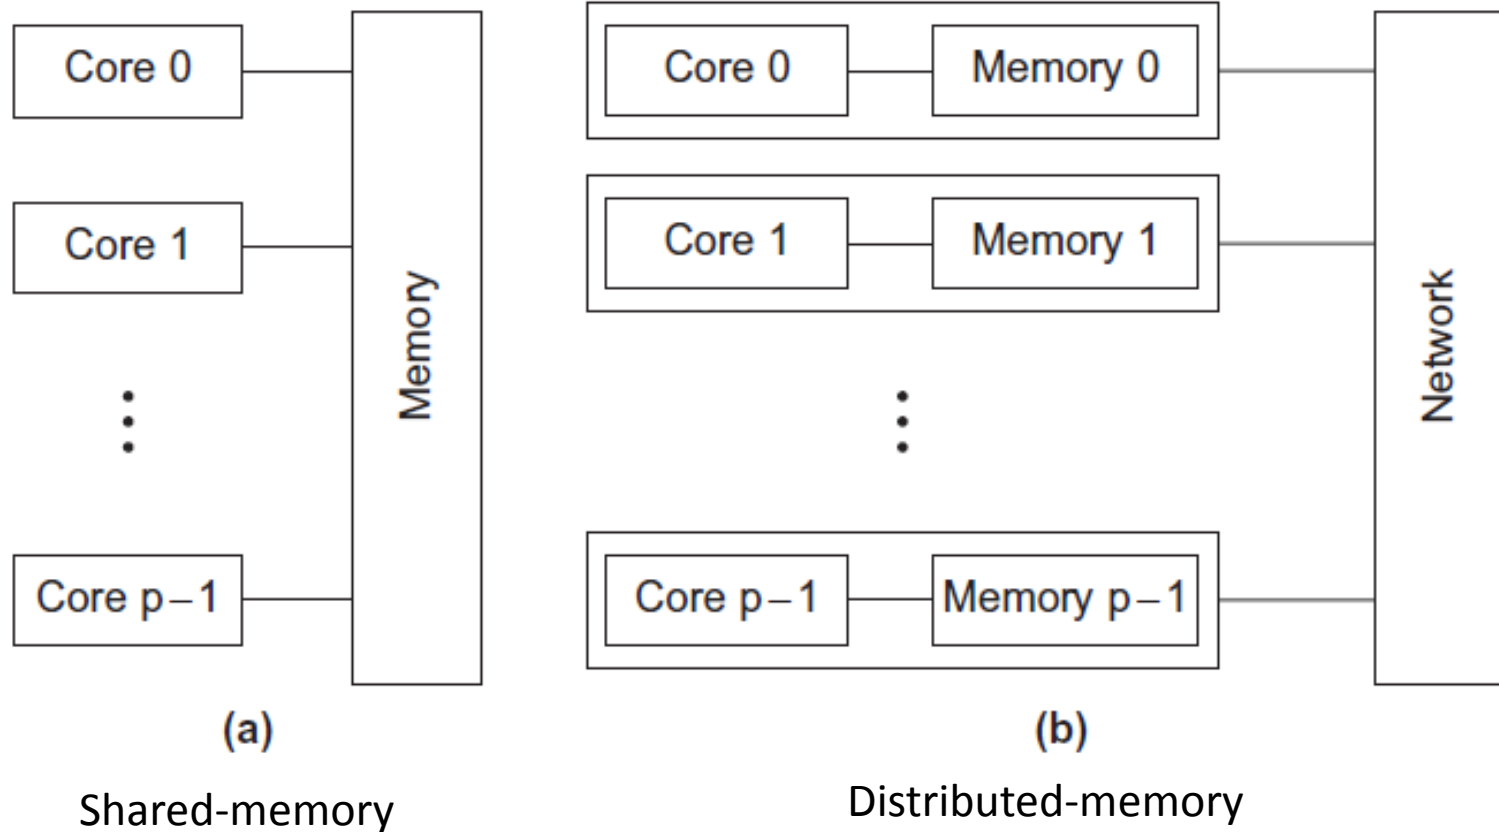 Core 0
Core 1
Core p−1
Memory
(a)
Shared-memory
Core 0
Memory 0
Core 1
Memory 1
Core p−1
Memory p−1
Network
(b)
Distributed-memory